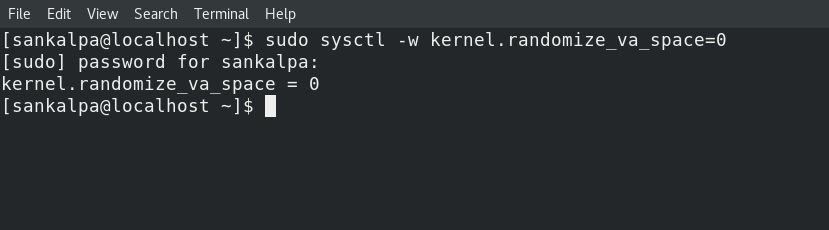 File Edit View Search Terminal Help
[sankalpa@localhost ~]$ sudo sysctl -w kernel.randomize_va_space=0
[sudo] password for sankalpa:
kernel.randomize_va_space = 0
[sankalpa@localhost ~]$